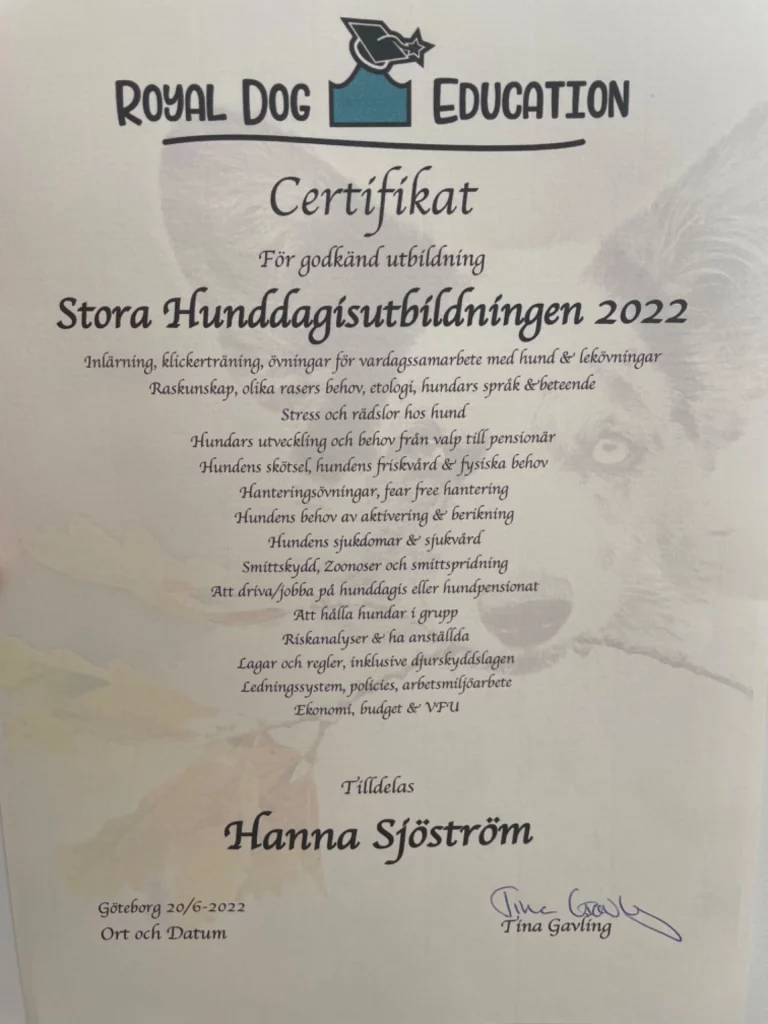 ROYAL DOG EDUCATION
Certifikat
För godkänd utbildning
Stora Hunddagisutbildningen 2022
Inlärning, klickerträning, övningar för vardagssamarbete med hund & lekövningar
Raskunskap, olika rasers behov, etologi, hundars språk &beteende
Stress och rädslor hos hund
Hundars utveckling och behov från valp till pensionär
Hundens skötsel, hundens friskvård & fysiska behov
Hanteringsövningar, fear free hantering
Hundens behov av aktivering & berikning
Hundens sjukdomar & sjukvård
Smittskydd, Zoonoser och smittspridning
Att driva/jobba på hunddagis eller hundpensionat
Att hålla hundar i grupp
Riskanalyser & ha anställda
Lagar och regler, inklusive djurskyddslagen
Ledningssystem, policies, arbetsmiljöarbete
Ekonomi, budget & VFU
Tilldelas
Hanna Sjöström
Göteborg 20/6-2022
Ort och Datum
Tina Gavling
Tina Gavling